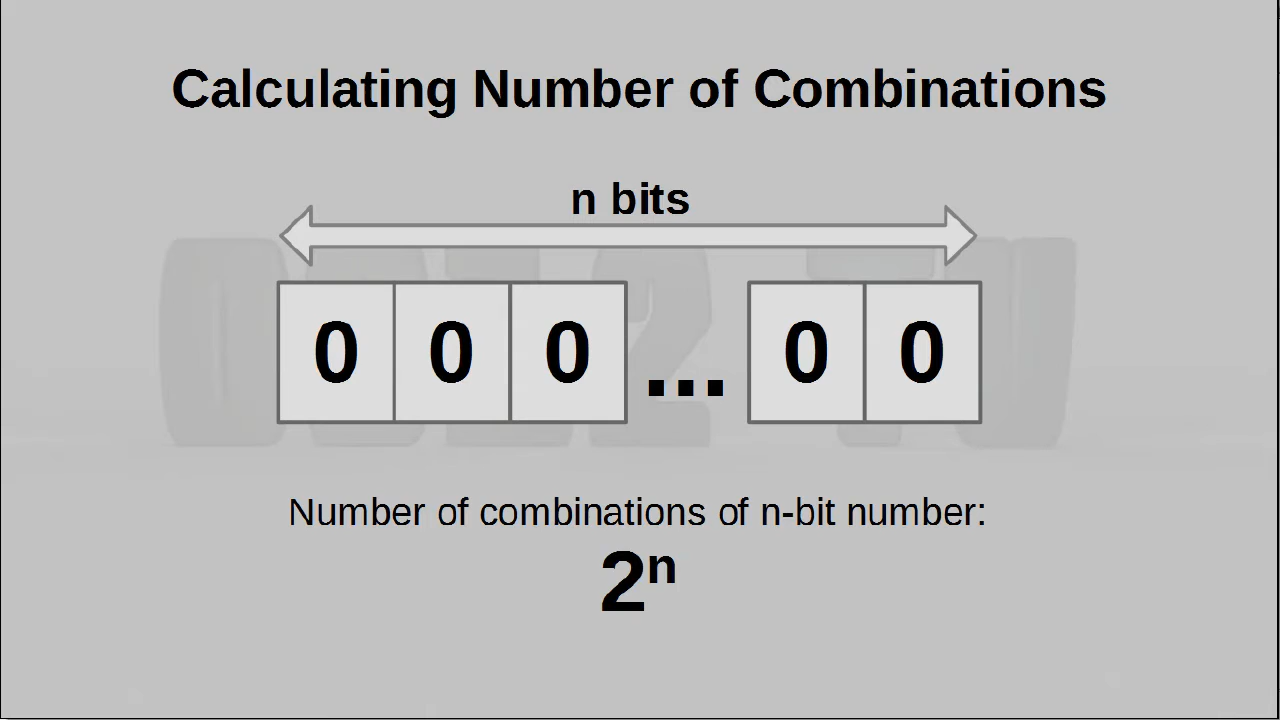 Calculating Number of Combinations
n bits
0 0 0 ... 0 0
Number of combinations of n-bit number:
2ⁿ